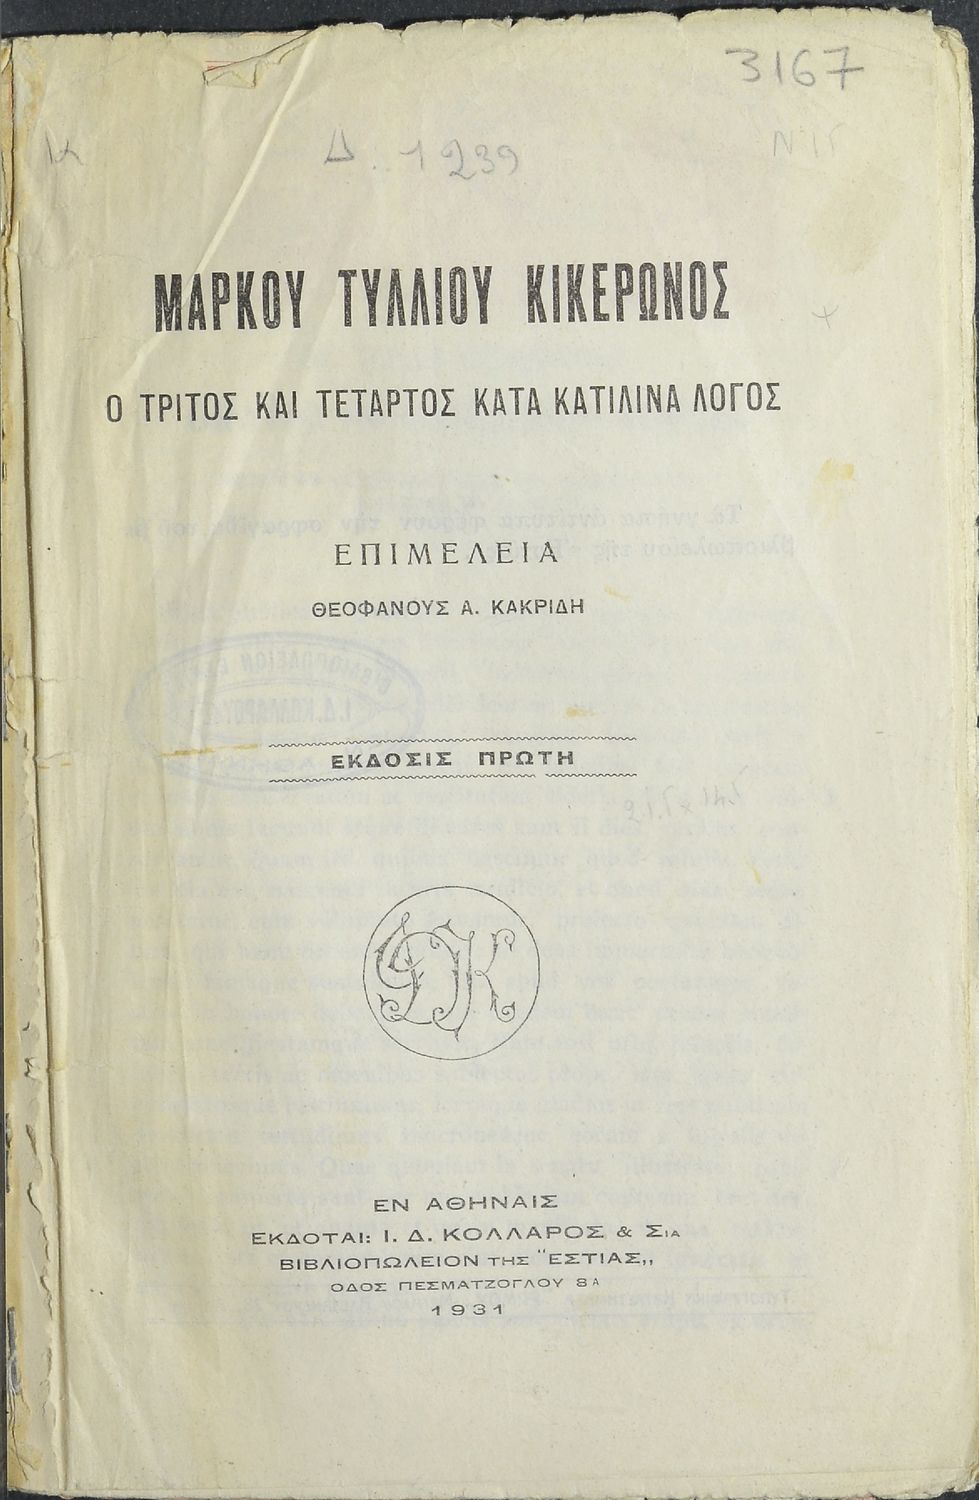 3167
Δ. 1239
ΜΑΡΚΟΥ ΤΥΛΛΙΟΥ ΚΙΚΕΡΩΝΟΣ
Ο ΤΡΙΤΟΣ ΚΑΙ ΤΕΤΑΡΤΟΣ ΚΑΤΑ ΚΑΤΙΛΙΝΑ ΛΟΓΟΣ
ΕΠΙΜΕΛΕΙΑ
ΘΕΟΦΑΝΟΥΣ Α. ΚΑΚΡΙΔΗ
ΕΚΔΟΣΙΣ ΠΡΩΤΗ
ΕΝ ΑΘΗΝΑΙΣ
ΕΚΔΟΤΑΙ: Ι. Δ. ΚΟΛΛΑΡΟΣ & ΣΙΑ
ΒΙΒΛΙΟΠΩΛΕΙΟΝ ΤΗΣ "ΕΣΤΙΑΣ,,
ΟΔΟΣ ΠΕΣΜΑΤΖΟΓΛΟΥ 8Α
1931